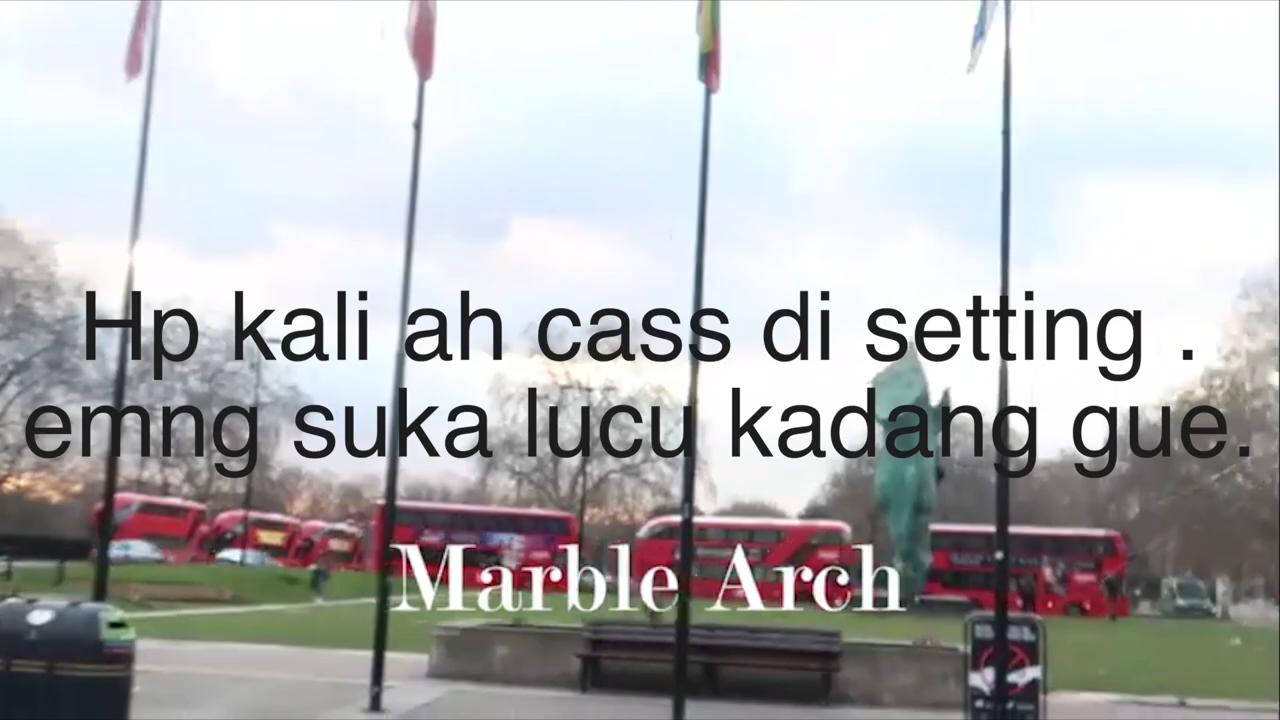 Hp kali ah cass di setting .
emng suka lucu kadang gue.
Marble Arch